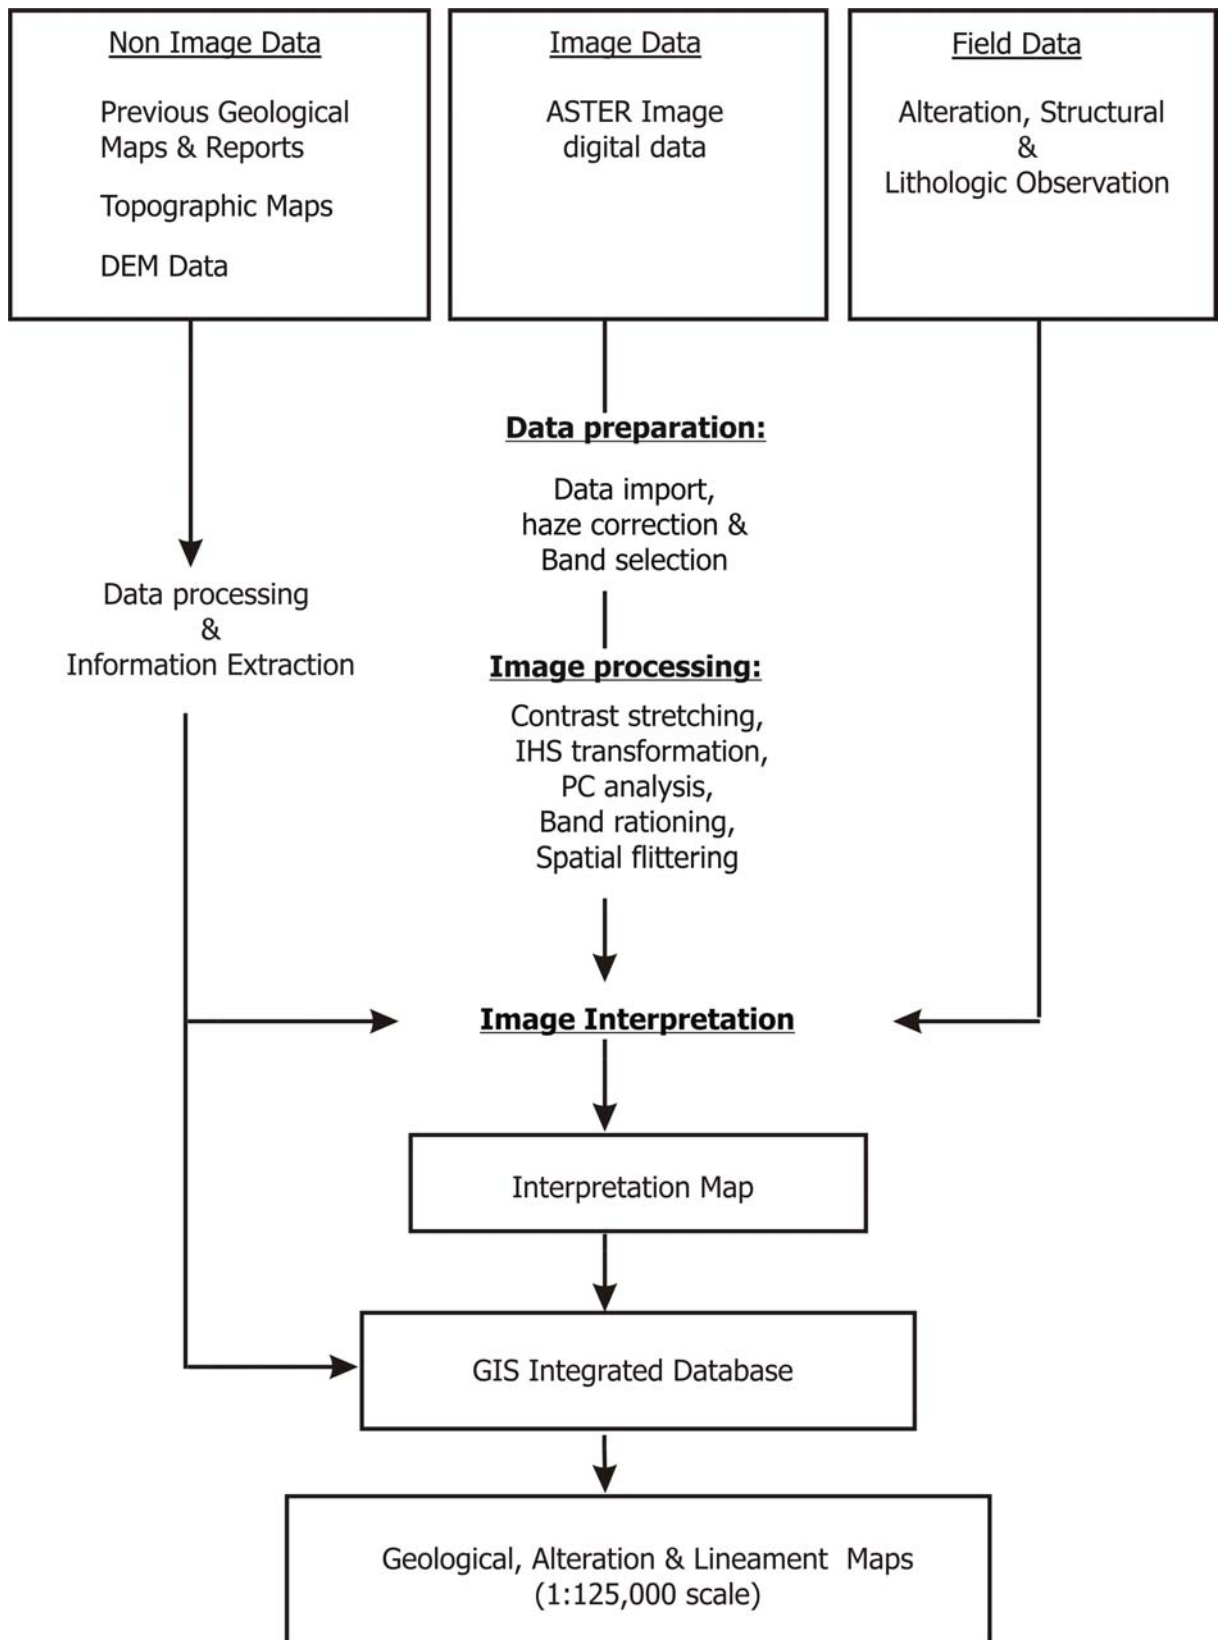 Non Image Data
Previous Geological
Maps & Reports
Topographic Maps
DEM Data
Image Data
ASTER Image
digital data
Field Data
Alteration, Structural
&
Lithologic Observation
Data preparation:
Data import,
haze correction &
Band selection
Data processing
&
Information Extraction
Image processing:
Contrast stretching,
IHS transformation,
PC analysis,
Band rationing,
Spatial flittering
Image Interpretation
Interpretation Map
GIS Integrated Database
Geological, Alteration & Lineament Maps
(1:125,000 scale)